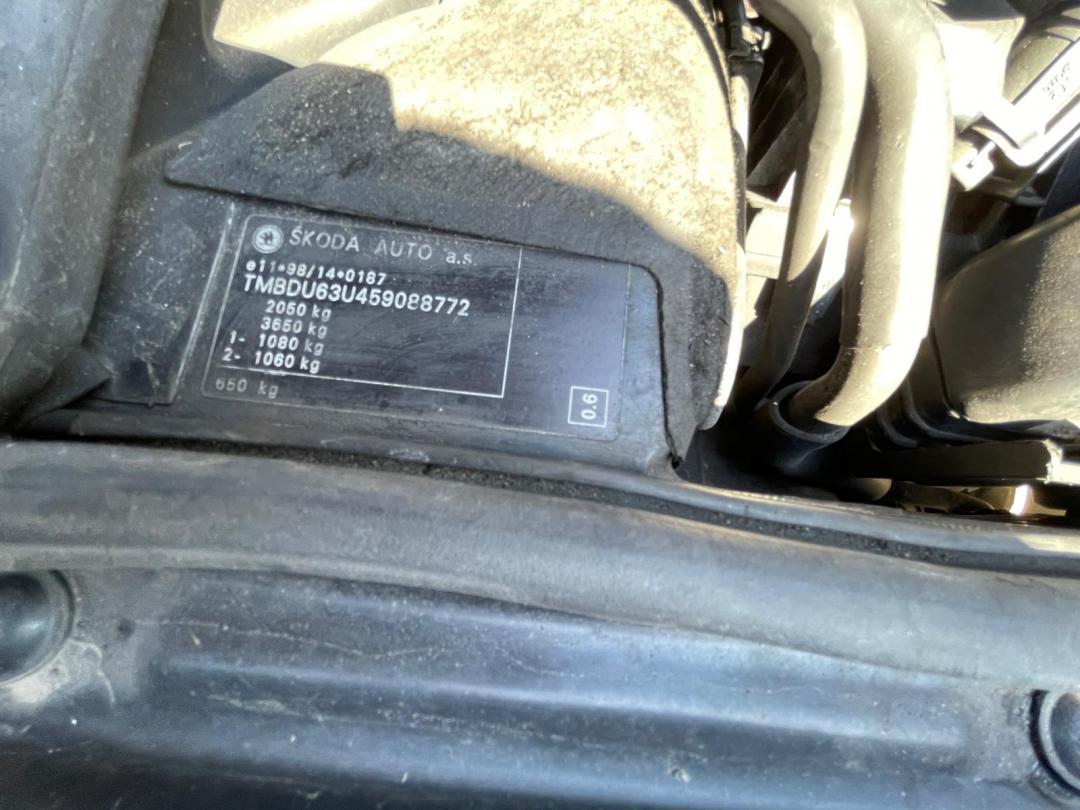 ŠKODA AUTO a.s.
e11*98/14*0187
TMBDU63U459088772
2050 kg
3650 kg
1- 1080 kg
2- 1060 kg
650 kg
0.6